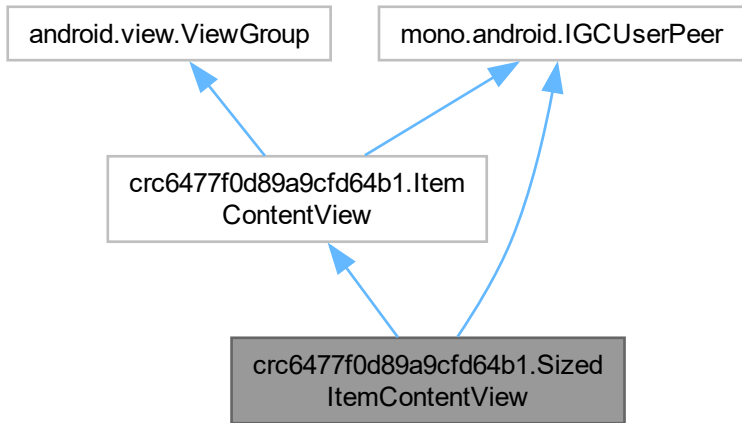 android.view.ViewGroup
mono.android.IGCUserPeer
crc6477f0d89a9cfd64b1.Item
ContentView
crc6477f0d89a9cfd64b1.Sized
ItemContentView